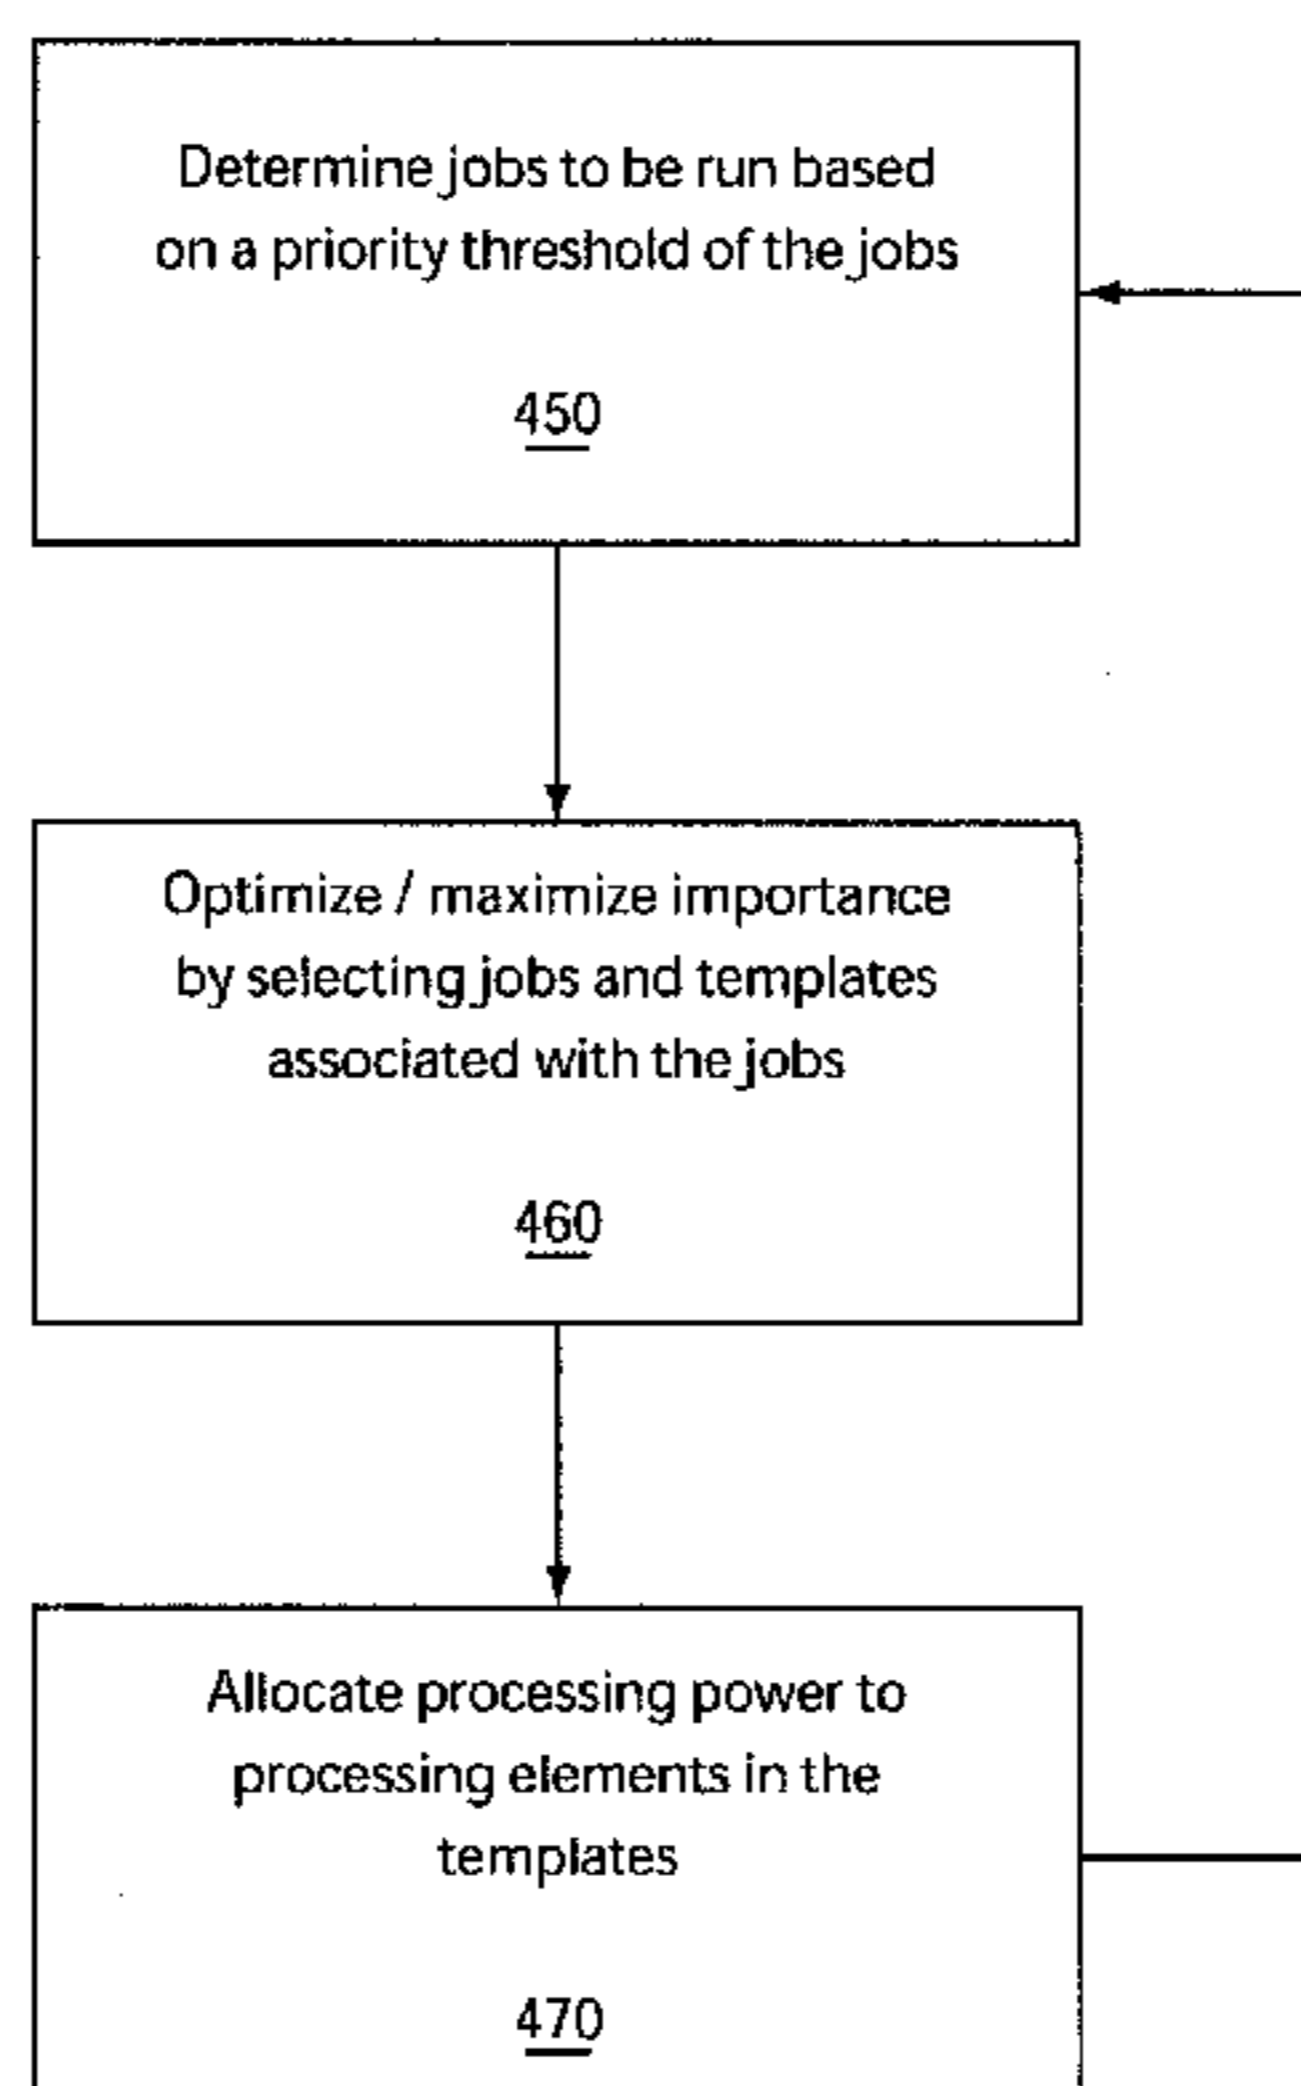 Determine jobs to be run based
on a priority threshold of the jobs
450
Optimize / maximize importance
by selecting jobs and templates
associated with the jobs
460
Allocate processing power to
processing elements in the
templates
470